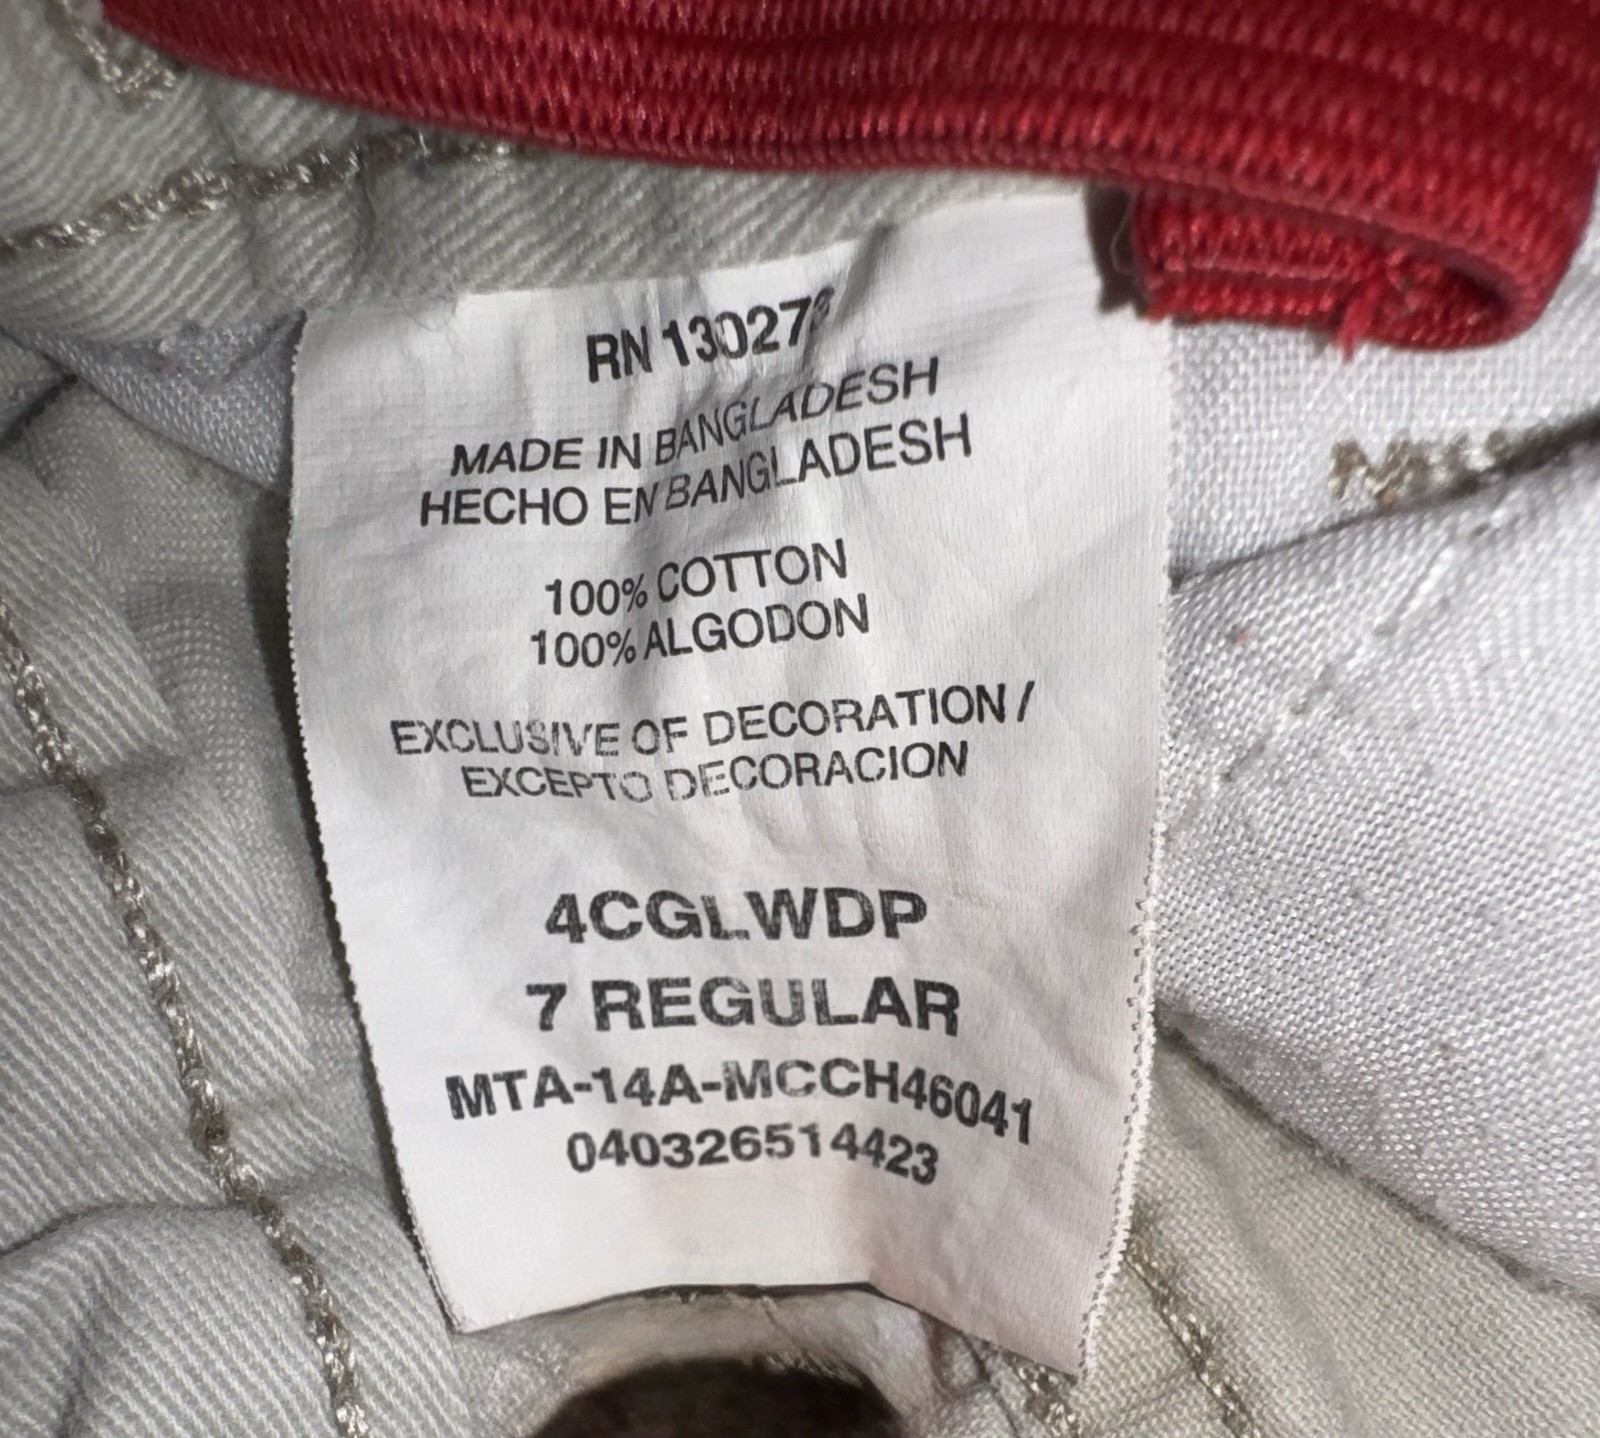 RN 130273
MADE IN BANGLADESH
HECHO EN BANGLADESH
100% COTTON
100% ALGODON
EXCLUSIVE OF DECORATION /
EXCEPTO DECORACION
4CGLWDP
7 REGULAR
MTA-14A-MCCH46041
040326514423